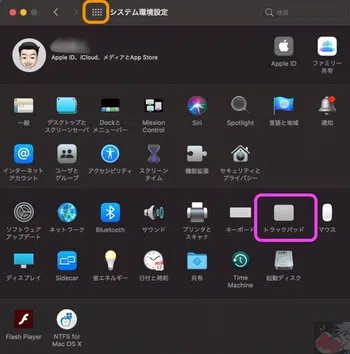 システム環境設定
検索
Apple ID、iCloud、メディアとApp Store
Apple ID
ファミリー
共有
一般
デスクトップと
スクリーンセーバ
Dockと
メニューバー
Mission
Control
Siri
Spotlight
言語と地域
通知
インターネット
アカウント
ユーザと
グループ
アクセシビリティ
スクリーン
タイム
機能拡張
セキュリティと
プライバシー
ソフトウェア
アップデート
ネットワーク
Bluetooth
サウンド
プリンタと
スキャナ
キーボード
トラックパッド
マウス
ディスプレイ
Sidecar
省エネルギー
日付と時刻
共有
Time
Machine
起動ディスク
Flash Player
NTFS for
Mac OS X